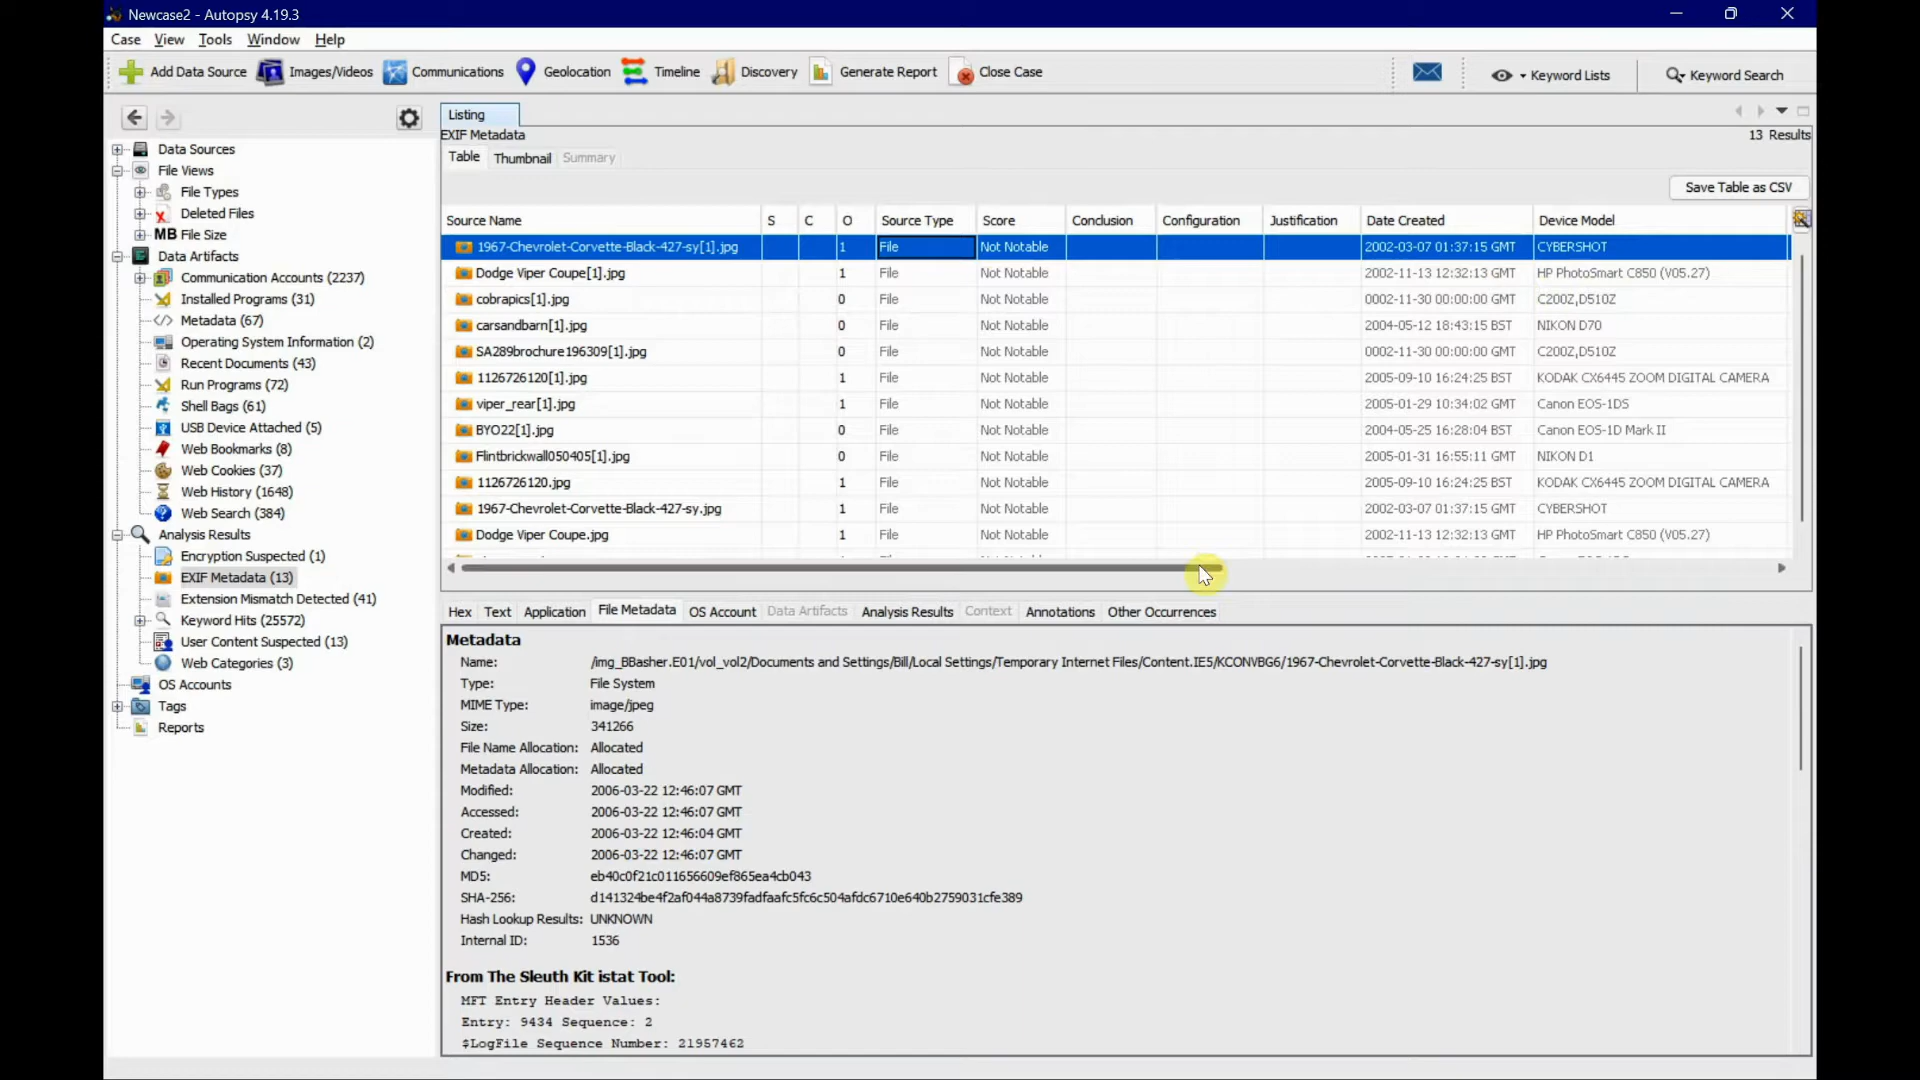 Newcase2 - Autopsy 4.19.3
Case View Tools Window Help
Add Data Source Images/Videos Communications Geolocation Timeline Discovery Generate Report Close Case Keyword Lists Keyword Search
Data Sources
File Views
File Types
Deleted Files
MB File Size
Data Artifacts
Communication Accounts (2237)
Installed Programs (31)
Metadata (67)
Operating System Information (2)
Recent Documents (43)
Run Programs (72)
Shell Bags (61)
USB Device Attached (5)
Web Bookmarks (8)
Web Cookies (37)
Web History (1648)
Web Search (384)
Analysis Results
Encryption Suspected (1)
EXIF Metadata (13)
Extension Mismatch Detected (41)
Keyword Hits (25572)
User Content Suspected (13)
Web Categories (3)
OS Accounts
Tags
Reports
Listing
EXIF Metadata 13 Results
Table Thumbnail Summary
Save Table as CSV
Source Name S C O Source Type Score Conclusion Configuration Justification Date Created Device Model
1967-Chevrolet-Corvette-Black-427-sy[1].jpg 1 File Not Notable 2002-03-07 01:37:15 GMT CYBERSHOT
Dodge Viper Coupe[1].jpg 1 File Not Notable 2002-11-13 12:32:13 GMT HP PhotoSmart C850 (V05.27)
cobrapics[1].jpg 0 File Not Notable 0002-11-30 00:00:00 GMT C200Z,D510Z
carsandbarn[1].jpg 0 File Not Notable 2004-05-12 18:43:15 BST NIKON D70
SA289brochure196309[1].jpg 0 File Not Notable 0002-11-30 00:00:00 GMT C200Z,D510Z
1126726120[1].jpg 1 File Not Notable 2005-09-10 16:24:25 BST KODAK CX6445 ZOOM DIGITAL CAMERA
viper_rear[1].jpg 1 File Not Notable 2005-01-29 10:34:02 GMT Canon EOS-1DS
BYO22[1].jpg 0 File Not Notable 2004-05-25 16:28:04 BST Canon EOS-1D Mark II
Flintbrickwall050405[1].jpg 0 File Not Notable 2005-01-31 16:55:11 GMT NIKON D1
1126726120.jpg 1 File Not Notable 2005-09-10 16:24:25 BST KODAK CX6445 ZOOM DIGITAL CAMERA
1967-Chevrolet-Corvette-Black-427-sy.jpg 1 File Not Notable 2002-03-07 01:37:15 GMT CYBERSHOT
Dodge Viper Coupe.jpg 1 File Not Notable 2002-11-13 12:32:13 GMT HP PhotoSmart C850 (V05.27)
Hex Text Application File Metadata OS Account Data Artifacts Analysis Results Context Annotations Other Occurrences
Metadata
Name: /img_BBasher.E01/vol_vol2/Documents and Settings/Bill/Local Settings/Temporary Internet Files/Content.IE5/KCONVBG6/1967-Chevrolet-Corvette-Black-427-sy[1].jpg
Type: File System
MIME Type: image/jpeg
Size: 341266
File Name Allocation: Allocated
Metadata Allocation: Allocated
Modified: 2006-03-22 12:46:07 GMT
Accessed: 2006-03-22 12:46:07 GMT
Created: 2006-03-22 12:46:04 GMT
Changed: 2006-03-22 12:46:07 GMT
MD5: eb40c0f21c011656609ef865ea4cb043
SHA-256: d141324be4f2af044a8739fadfaafc5fc6c504afdc6710e640b2759031cfe389
Hash Lookup Results: UNKNOWN
Internal ID: 1536
From The Sleuth Kit istat Tool:
MFT Entry Header Values:
Entry: 9434 Sequence: 2
$LogFile Sequence Number: 21957462